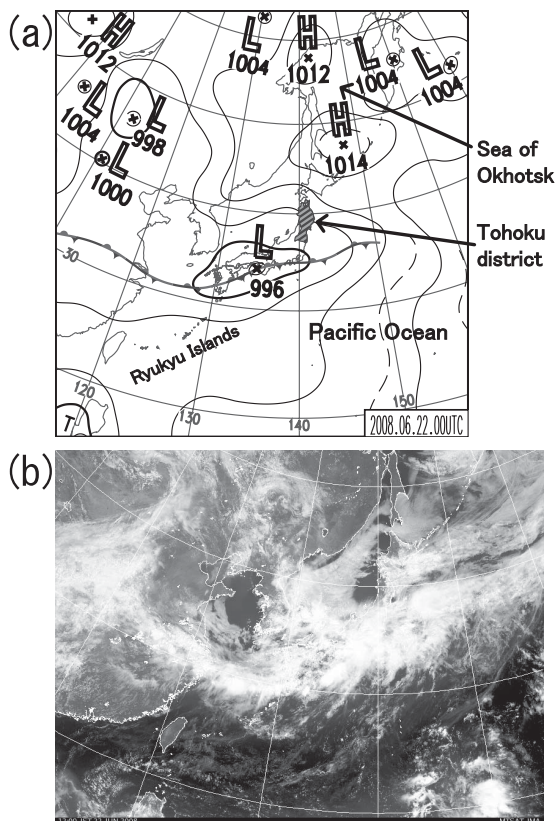 (a)
H
1012
L
1004
H
1012
L
1004
L
1004
L
1004
L
998
L
1000
H
1014
Sea of
Okhotsk
Tohoku
district
30
L
996
Ryukyu Islands
Pacific Ocean
120
130
140
150
T
2008.06.22.00UTC
(b)